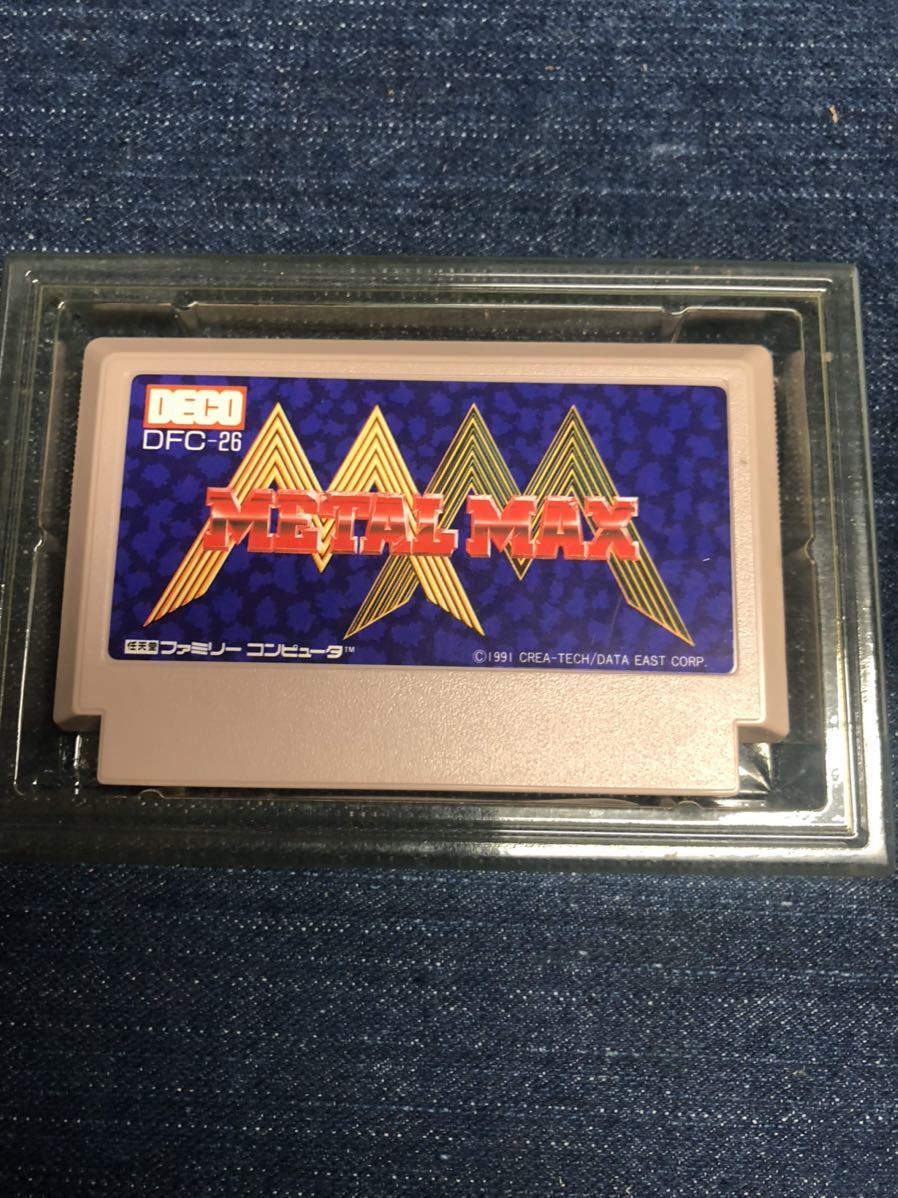 DECO
DFC-26
METAL MAX
任天堂 ファミリー コンピュータ™
©1991 CREA-TECH/DATA EAST CORP.